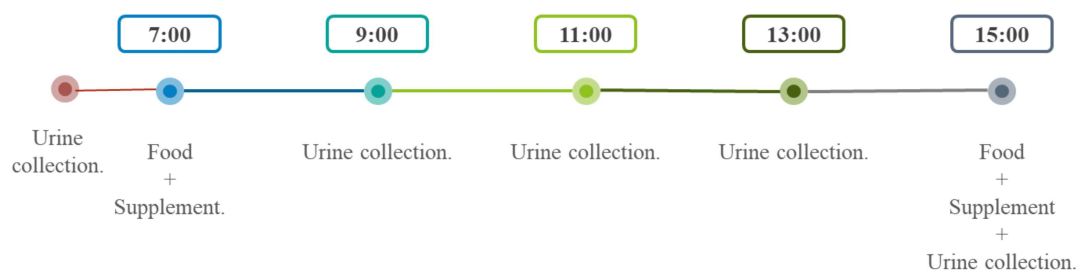 7:00
9:00
11:00
13:00
15:00
Urine
collection.
Food
+
Supplement.
Urine collection.
Urine collection.
Urine collection.
Food
+
Supplement
+
Urine collection.